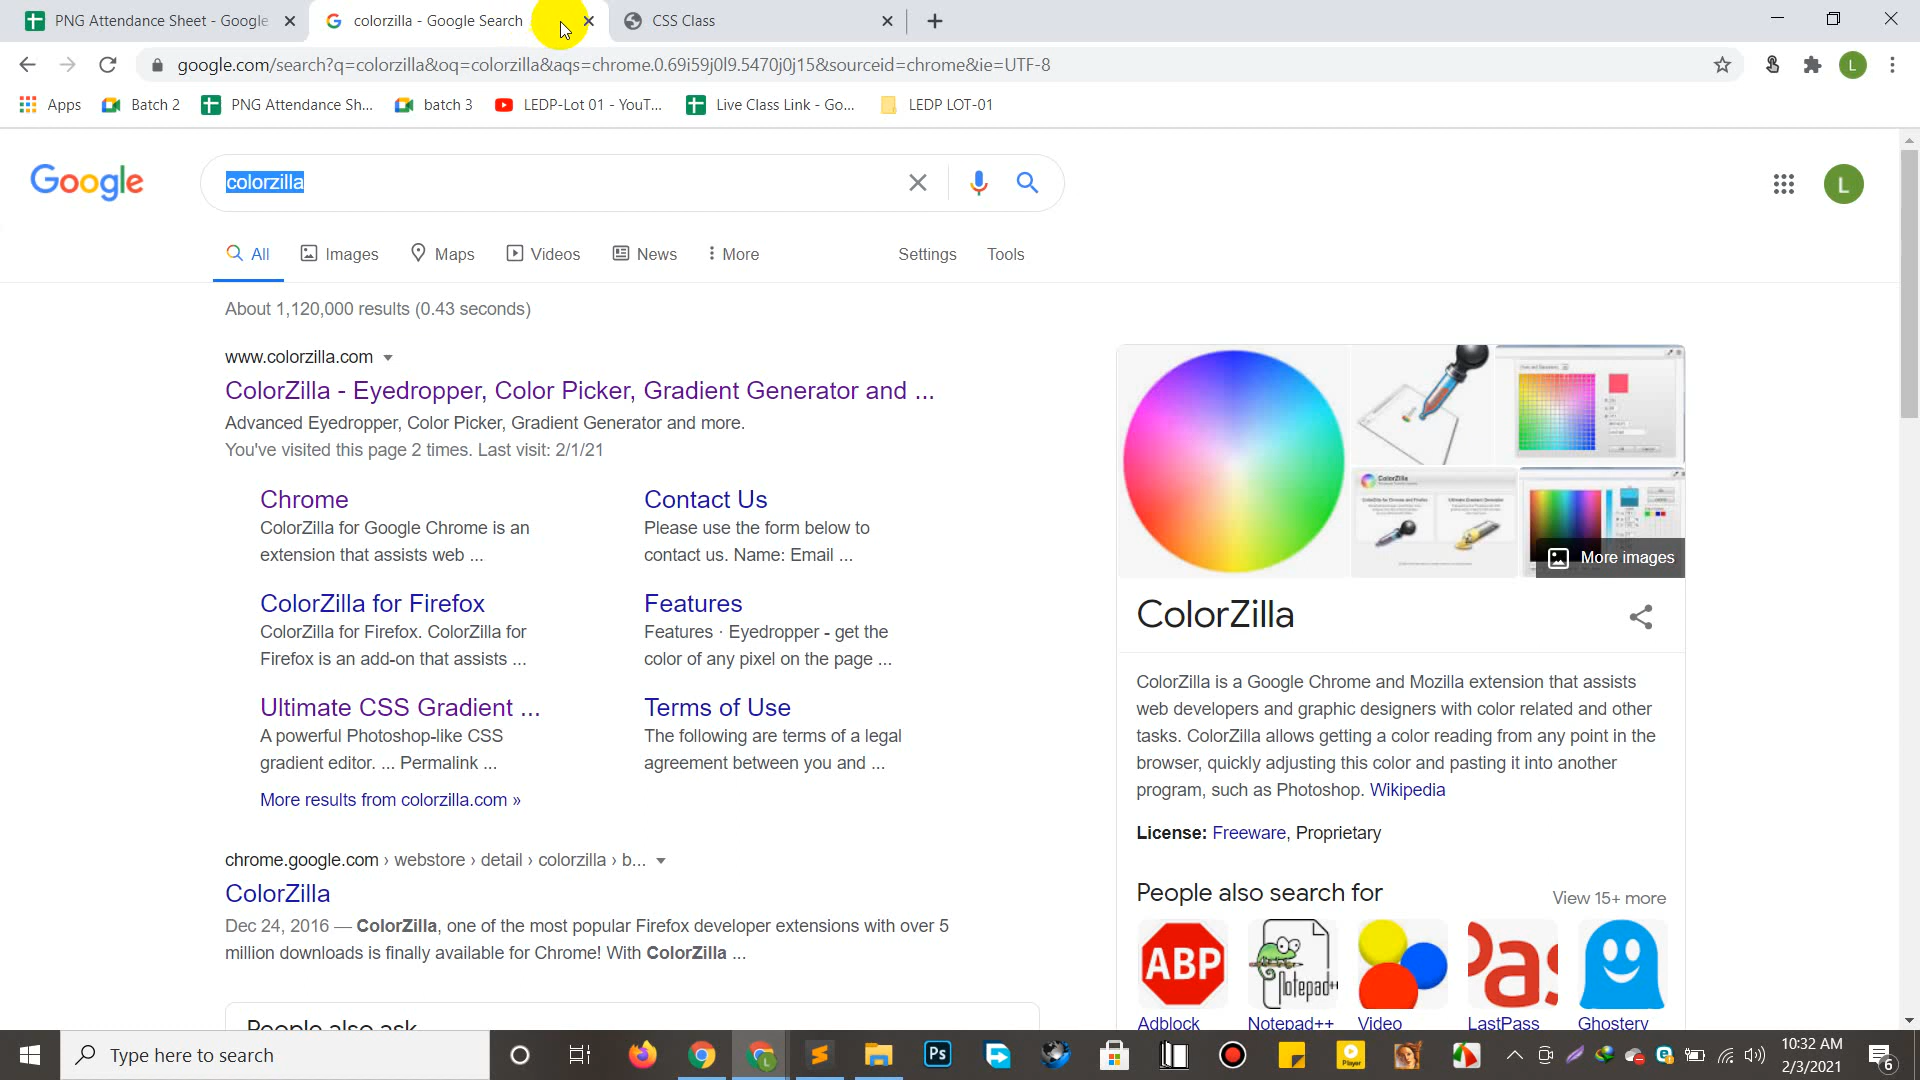 PNG Attendance Sheet - Google
colorzilla - Google Search
CSS Class
google.com/search?q=colorzilla&oq=colorzilla&aqs=chrome.0.69i59j0l9.5470j0j15&sourceid=chrome&ie=UTF-8
L
Apps
Batch 2
PNG Attendance Sh...
batch 3
LEDP-Lot 01 - YouT...
Live Class Link - Go...
LEDP LOT-01
Google
colorzilla
L
All
Images
Maps
Videos
News
More
Settings
Tools
About 1,120,000 results (0.43 seconds)
www.colorzilla.com
ColorZilla - Eyedropper, Color Picker, Gradient Generator and ...
Advanced Eyedropper, Color Picker, Gradient Generator and more.
You've visited this page 2 times. Last visit: 2/1/21
Chrome
ColorZilla for Google Chrome is an
extension that assists web ...
Contact Us
Please use the form below to
contact us. Name: Email ...
ColorZilla for Firefox
ColorZilla for Firefox. ColorZilla for
Firefox is an add-on that assists ...
Features
Features · Eyedropper - get the
color of any pixel on the page ...
Ultimate CSS Gradient ...
A powerful Photoshop-like CSS
gradient editor. ... Permalink ...
Terms of Use
The following are terms of a legal
agreement between you and ...
More results from colorzilla.com »
chrome.google.com › webstore › detail › colorzilla › b...
ColorZilla
Dec 24, 2016 — ColorZilla, one of the most popular Firefox developer extensions with over 5
million downloads is finally available for Chrome! With ColorZilla ...
People also ask
ColorZilla
More images
ColorZilla
ColorZilla is a Google Chrome and Mozilla extension that assists
web developers and graphic designers with color related and other
tasks. ColorZilla allows getting a color reading from any point in the
browser, quickly adjusting this color and pasting it into another
program, such as Photoshop. Wikipedia
License: Freeware, Proprietary
People also search for
View 15+ more
ABP
Notepad++
Pas
Adblock
Notepad++
Video
LastPass
Ghostery
Type here to search
L
Ps
Player
10:32 AM
2/3/2021
6